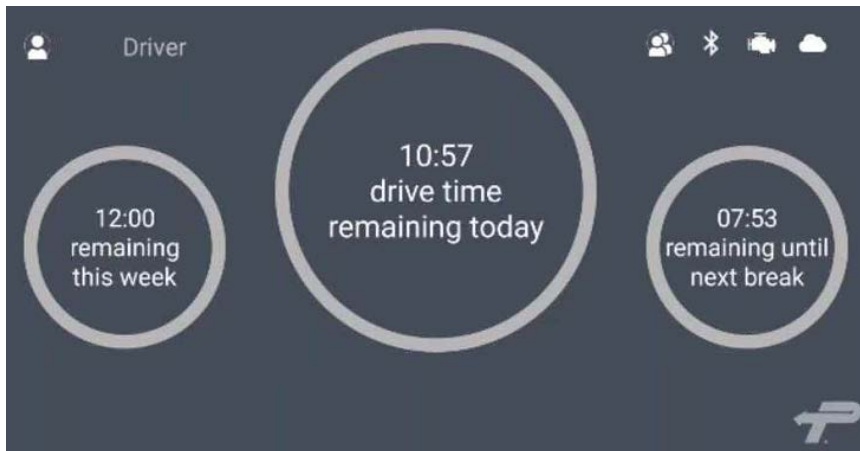 Driver
10:57
drive time
remaining today
12:00
remaining
this week
07:53
remaining until
next break